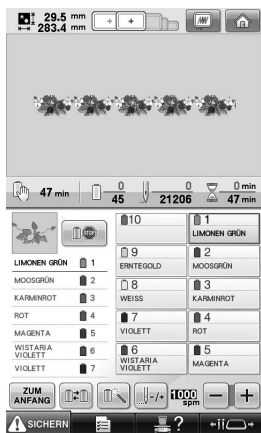 29.5 mm
283.4 mm
47 min
0
45
0
21206
0 min
47 min
STOP
LIMONEN GRÜN 1
MOOSGRÜN 2
KARMINROT 3
ROT 4
MAGENTA 5
WISTARIA
VIOLETT 6
VIOLETT 7
10
1
LIMONEN GRÜN
9
ERNTEGOLD
2
MOOSGRÜN
8
WEISS
3
KARMINROT
7
VIOLETT
4
ROT
6
WISTARIA
VIOLETT
5
MAGENTA
ZUM
ANFANG
-/+
1000
spm
- +
SICHERN
?